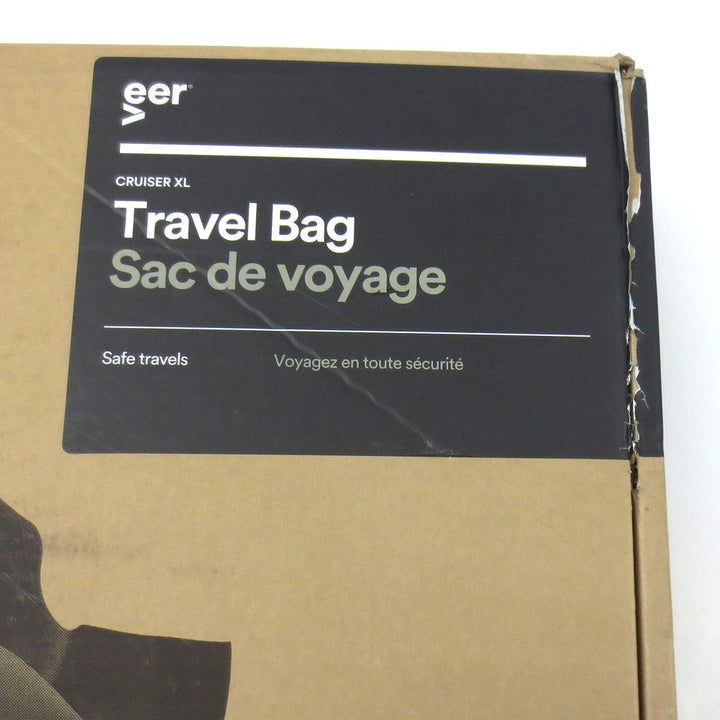 veer
CRUISER XL
Travel Bag
Sac de voyage
Safe travels
Voyagez en toute sécurité